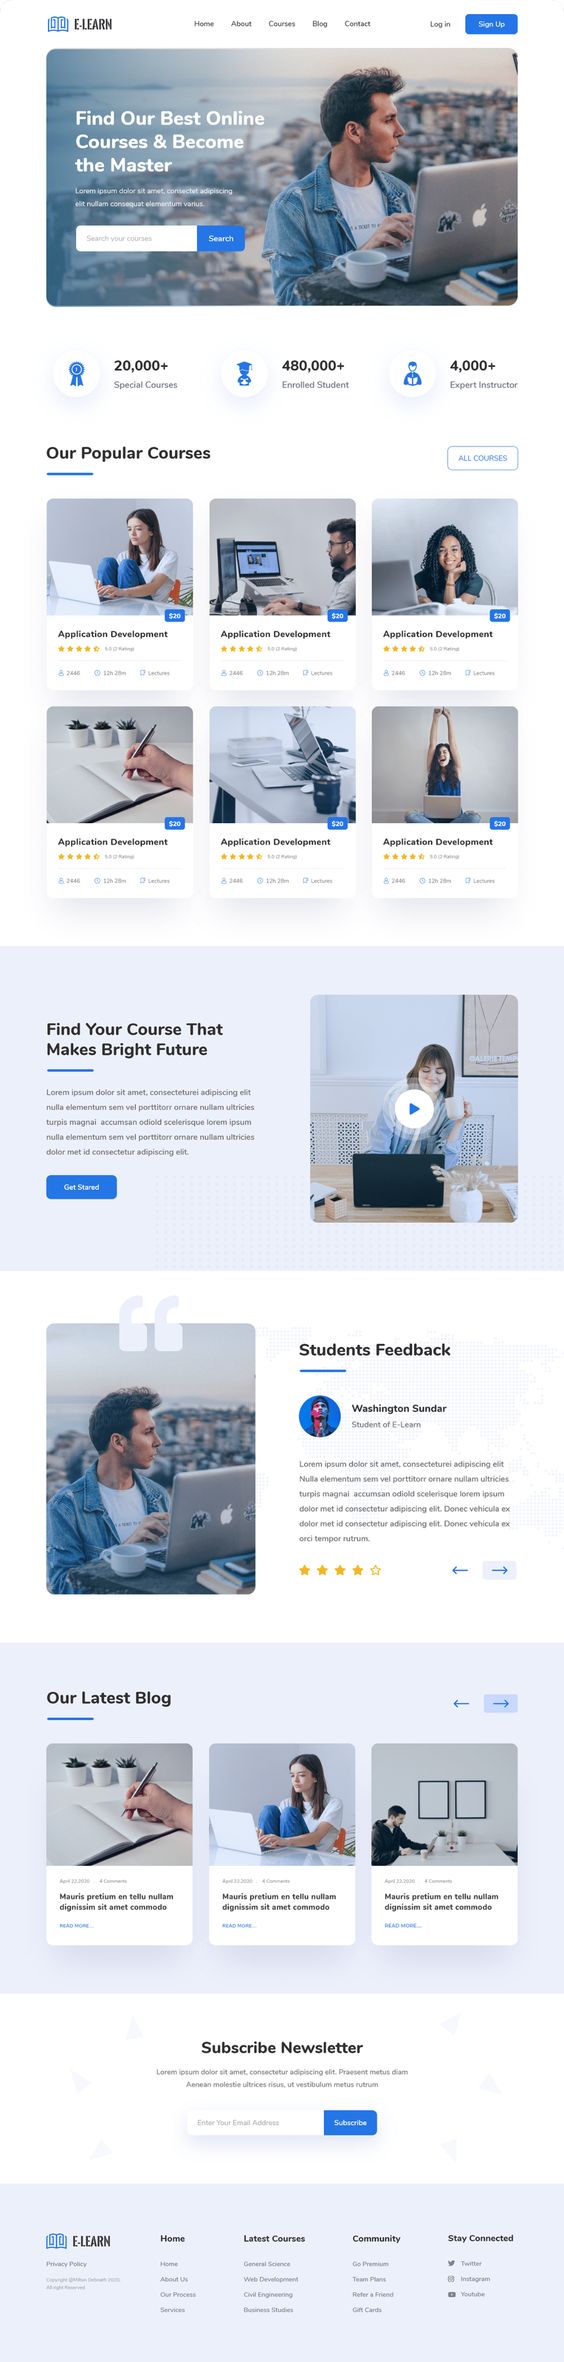 E-LEARN
Home About Courses Blog Contact
Log in
Sign Up
Find Our Best Online
Courses & Become
the Master
Lorem ipsum dolor sit amet, consectet adipiscing
elit nullam consequat elementum varius.
Search your courses
Search
20,000+
Special Courses
480,000+
Enrolled Student
4,000+
Expert Instructor
Our Popular Courses
ALL COURSES
$20
Application Development
5.0 (2 Rating)
2446 12h 28m Lectures
$20
Application Development
5.0 (2 Rating)
2446 12h 28m Lectures
$20
Application Development
5.0 (2 Rating)
2446 12h 28m Lectures
$20
Application Development
5.0 (2 Rating)
2446 12h 28m Lectures
$20
Application Development
5.0 (2 Rating)
2446 12h 28m Lectures
$20
Application Development
5.0 (2 Rating)
2446 12h 28m Lectures
Find Your Course That
Makes Bright Future
Lorem ipsum dolor sit amet, consecteturei adipiscing elit
nulla elementum sem vel porttitorr ornare nullam ultricies
turpis magnai accumsan odiold scelerisque lorem ipsum
nulla elementum sem vel porttitorr ornare nullam ultricies
dolor met id consectetur adipiscing elit.
Get Stared
Students Feedback
Washington Sundar
Student of E-Learn
Lorem ipsum dolor sit amet, consecteturei adipiscing elit
Nulla elementum sem vel porttitorr ornare nullam ultricies
turpis magnai accumsan odiold scelerisque lorem ipsum
dolor met id consectetur adipiscing elit. Donec vehicula ex
dolor met id consectetur adipiscing elit. Donec vehicula ex
orci tempor rutrum.
Our Latest Blog
April 22,2020 4 Comments
Mauris pretium en tellu nullam
dignissim sit amet commodo
READ MORE...
April 22,2020 4 Comments
Mauris pretium en tellu nullam
dignissim sit amet commodo
READ MORE...
April 22,2020 4 Comments
Mauris pretium en tellu nullam
dignissim sit amet commodo
READ MORE...
Subscribe Newsletter
Lorem ipsum dolor sit amet, consectetur adipiscing elit. Praesent metus diam
Aenean molestie ultrices risus, ut vestibulum metus rutrum
Enter Your Email Address
Subscribe
E-LEARN
Privacy Policy
Copyright @Milton Debnath 2020.
All right Reserved
Home
Home
About Us
Our Process
Services
Latest Courses
General Science
Web Development
Civil Engineering
Business Studies
Community
Go Premium
Team Plans
Refer a Friend
Gift Cards
Stay Connected
Twitter
Instagram
Youtube